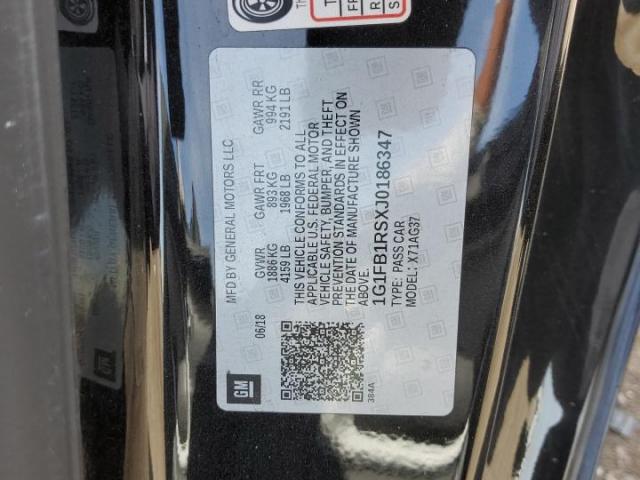 MFD BY GENERAL MOTORS LLC
06/18
GVWR GAWR FRT GAWR RR
1886 KG 893 KG 994 KG
4159 LB 1968 LB 2191 LB
THIS VEHICLE CONFORMS TO ALL
APPLICABLE U.S. FEDERAL MOTOR
VEHICLE SAFETY, BUMPER, AND THEFT
PREVENTION STANDARDS IN EFFECT ON
THE DATE OF MANUFACTURE SHOWN
ABOVE.
1G1FB1RSXJ0186347
TYPE: PASS CAR
MODEL: X71AG37
GM
384A